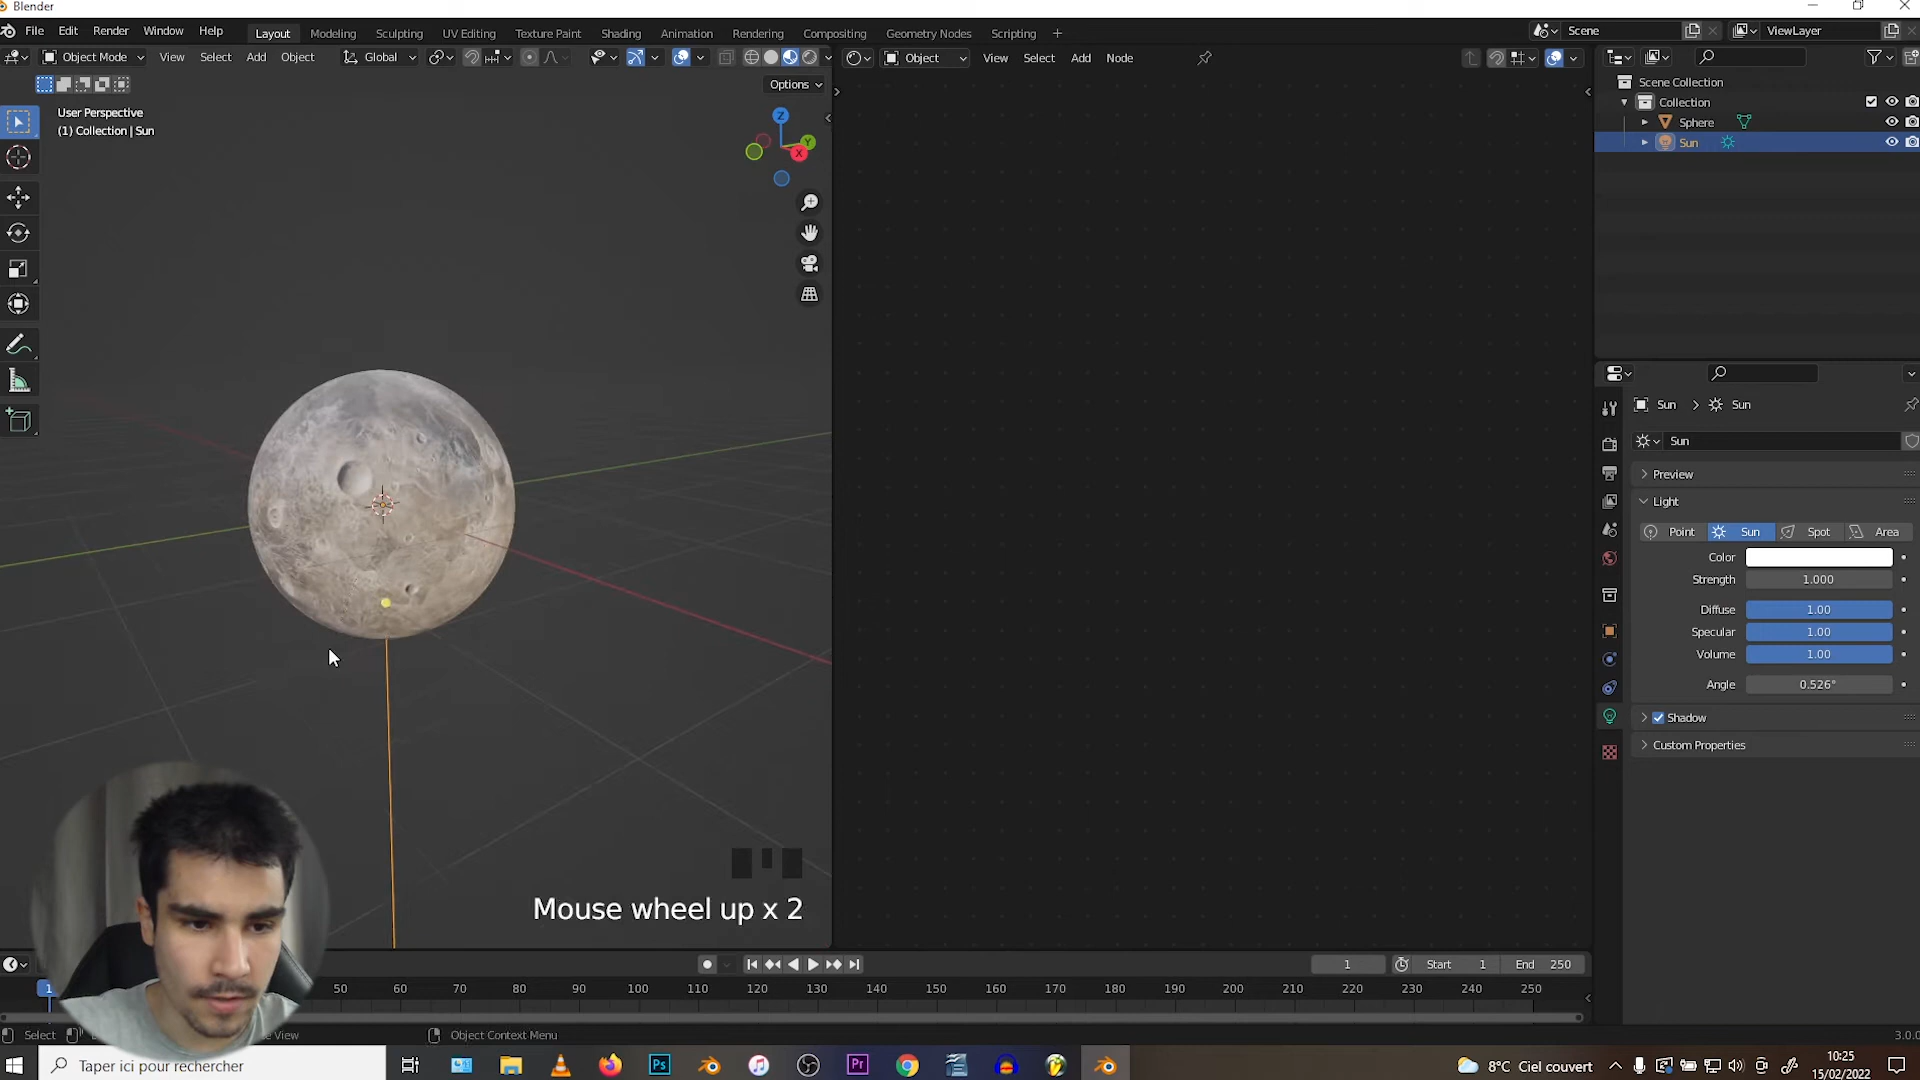 Blender
File Edit Render Window Help Layout Modeling Sculpting UV Editing Texture Paint Shading Animation Rendering Compositing Geometry Nodes Scripting + Scene ViewLayer
Object Mode View Select Add Object Global Object View Select Add Node
Options
User Perspective
(1) Collection | Sun
Z
Y
X
Scene Collection
Collection
Sphere
Sun
Sun > Sun
Sun
Preview
Light
Point Sun Spot Area
Color
Strength 1.000
Diffuse 1.00
Specular 1.00
Volume 1.00
Angle 0.526°
Shadow
Custom Properties
Mouse wheel up x 2
1 Start 1 End 250
1 50 60 70 80 90 100 110 120 130 140 150 160 170 180 190 200 210 220 230 240 250
Select e View Object Context Menu 3.0.0
Taper ici pour rechercher Ps Pr 8°C Ciel couvert 10:25
15/02/2022